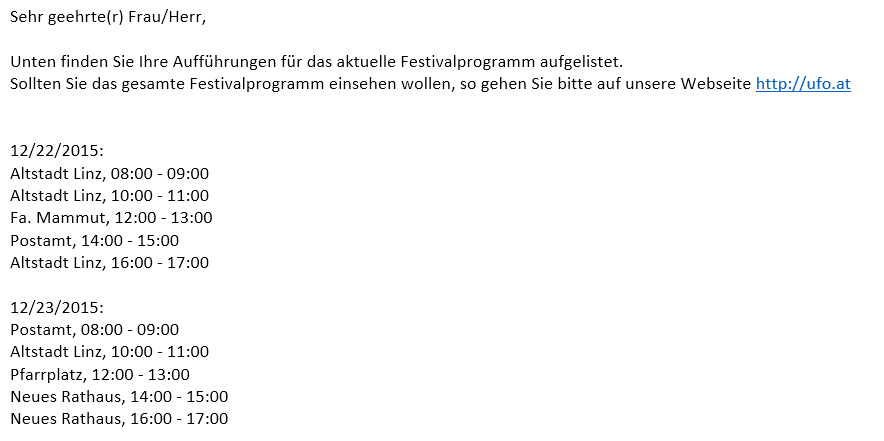 Sehr geehrte(r) Frau/Herr,
Unten finden Sie Ihre Aufführungen für das aktuelle Festivalprogramm aufgelistet.
Sollten Sie das gesamte Festivalprogramm einsehen wollen, so gehen Sie bitte auf unsere Webseite http://ufo.at
12/22/2015:
Altstadt Linz, 08:00 - 09:00
Altstadt Linz, 10:00 - 11:00
Fa. Mammut, 12:00 - 13:00
Postamt, 14:00 - 15:00
Altstadt Linz, 16:00 - 17:00
12/23/2015:
Postamt, 08:00 - 09:00
Altstadt Linz, 10:00 - 11:00
Pfarrplatz, 12:00 - 13:00
Neues Rathaus, 14:00 - 15:00
Neues Rathaus, 16:00 - 17:00